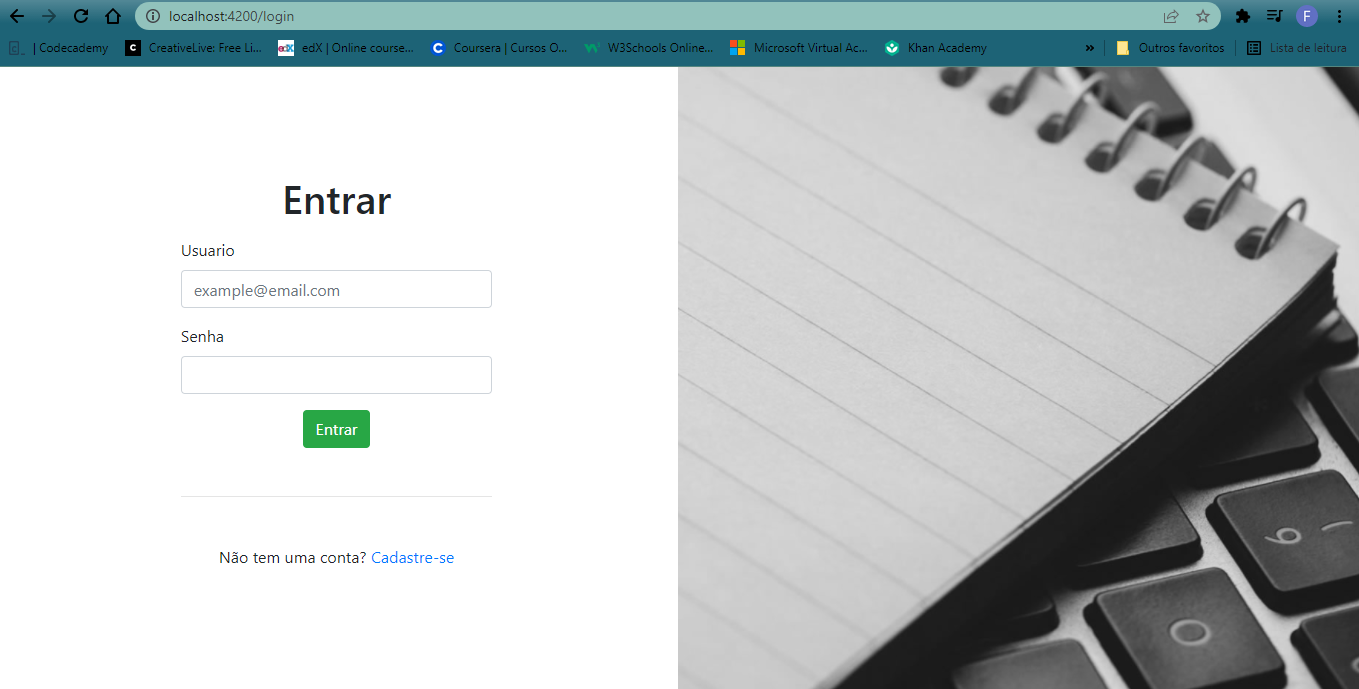 localhost:4200/login
F
| Codecademy
C CreativeLive: Free Li...
edX edX | Online course...
C Coursera | Cursos O...
W3Schools Online...
Microsoft Virtual Ac...
Khan Academy
»
Outros favoritos
Lista de leitura
Entrar
Usuario
example@email.com
Senha
Entrar
Não tem uma conta? Cadastre-se